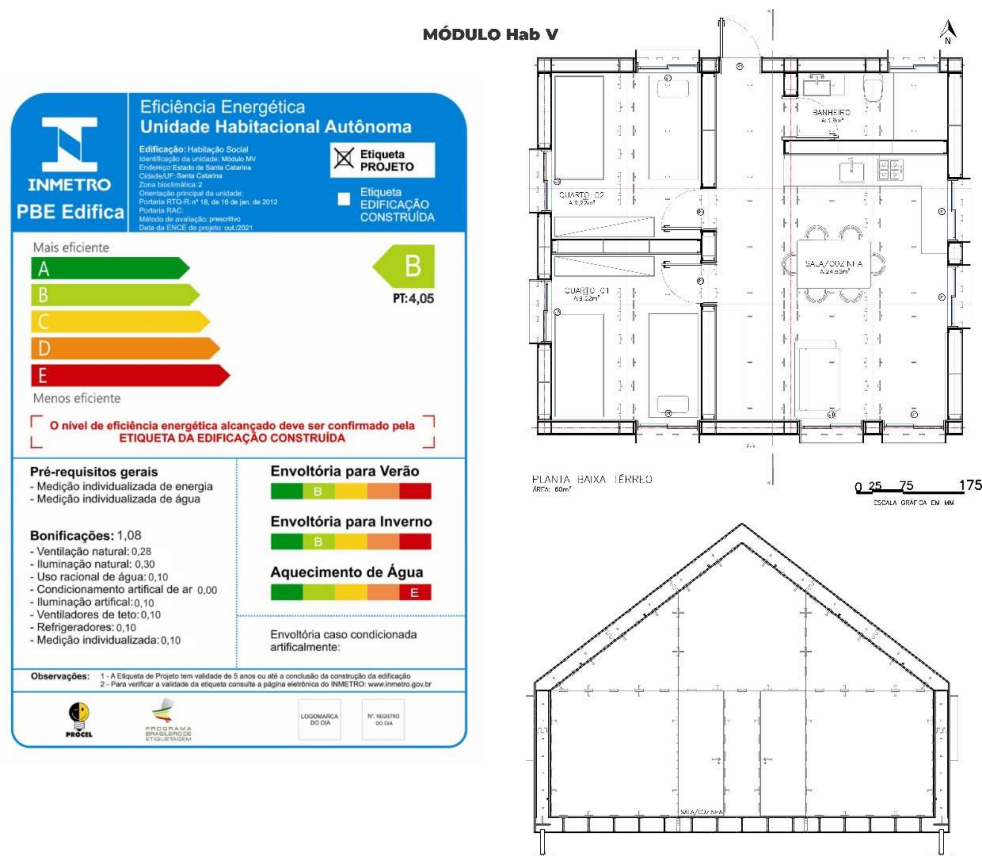 MÓDULO Hab V
INMETRO
PBE Edifica
Eficiência Energética
Unidade Habitacional Autônoma
Edificação: Habitação Social
Identificação da unidade: Módulo MV
Endereço: Estado de Santa Catarina
Cidade/UF: Santa Catarina
Zona bioclimática: 2
Orientação principal da unidade:
Portaria RTQ-R: nº 18, de 16 de jan. de 2012
Portaria RAC:
Método de avaliação: prescritivo
Data da ENCE de projeto: out./2021
Etiqueta
PROJETO
Etiqueta
EDIFICAÇÃO
CONSTRUÍDA
Mais eficiente
A
B
C
D
E
Menos eficiente
B
PT:4,05
O nível de eficiência energética alcançado deve ser confirmado pela
ETIQUETA DA EDIFICAÇÃO CONSTRUÍDA
Pré-requisitos gerais
- Medição individualizada de energia
- Medição individualizada de água
Bonificações: 1,08
- Ventilação natural: 0,28
- Iluminação natural: 0,30
- Uso racional de água: 0,10
- Condicionamento artifical de ar 0,00
- Iluminação artifical: 0,10
- Ventiladores de teto: 0,10
- Refrigeradores: 0,10
- Medição individualizada: 0,10
Envoltória para Verão
B
Envoltória para Inverno
B
Aquecimento de Água
E
Envoltória caso condicionada
artificalmente:
Observações: 1 - A Etiqueta de Projeto tem validade de 5 anos ou até a conclusão da construção da edificação
2 - Para verificar a validade da etiqueta consulte a página eletrônica do INMETRO: www.inmetro.gov.br
PROCEL
PROGRAMA
BRASILEIRO DE
ETIQUETAGEM
LOGOMARCA
DO OIA
Nº. REGISTRO
DO OIA
N
BANHEIRO
QUARTO 02
SALA/COZINHA
QUARTO 01
PLANTA BAIXA TÉRREO
ÁREA: 60m²
0 25 75 175
ESCALA GRÁFICA EM MM
SALA/COZINHA